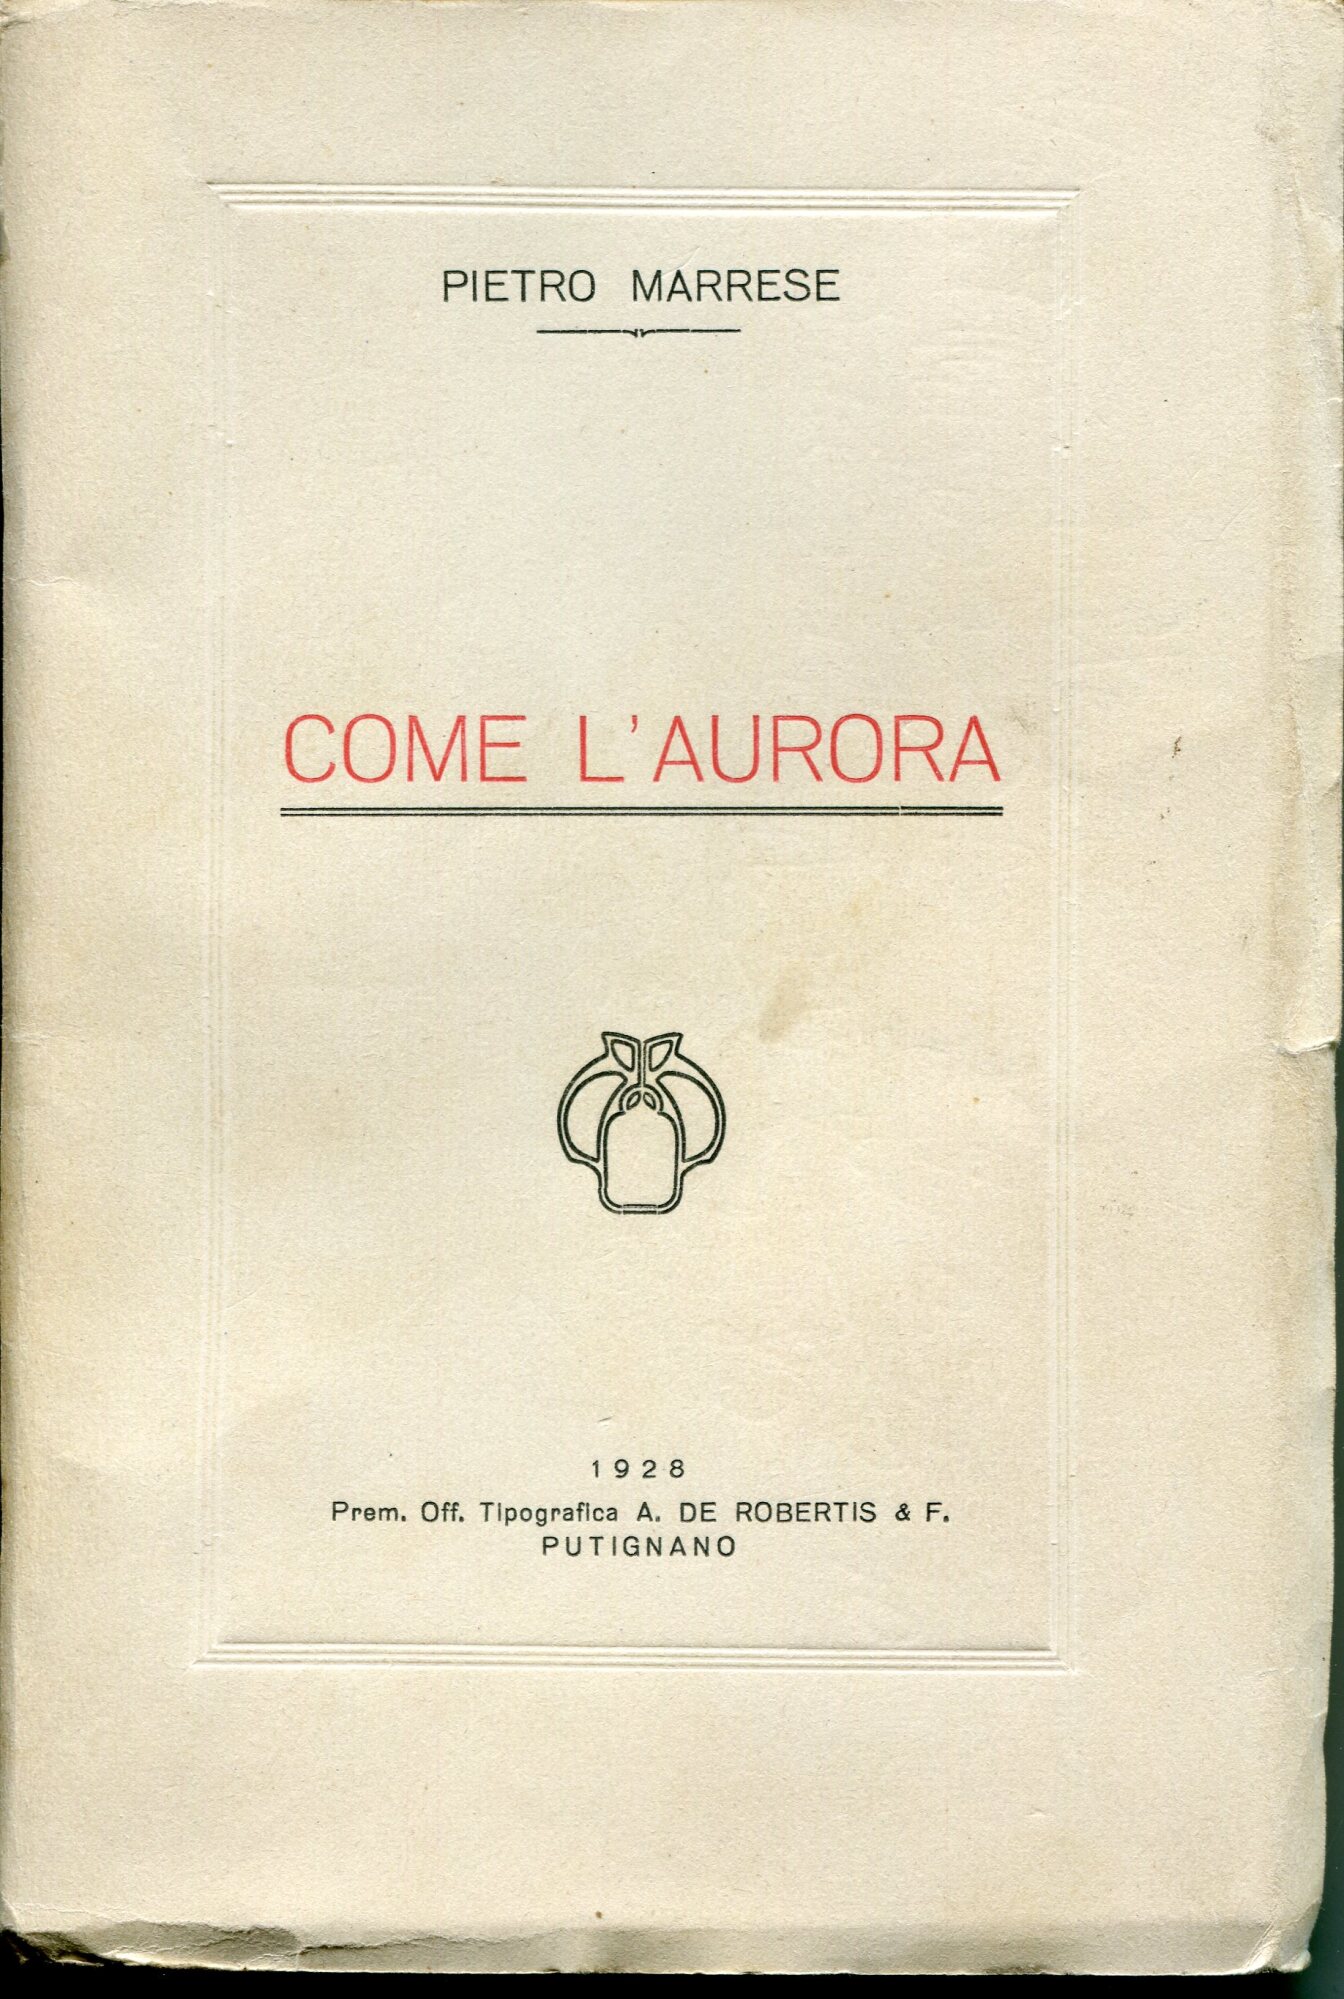 PIETRO MARRESE
COME L'AURORA
1928
Prem. Off. Tipografica A. DE ROBERTIS & F.
PUTIGNANO